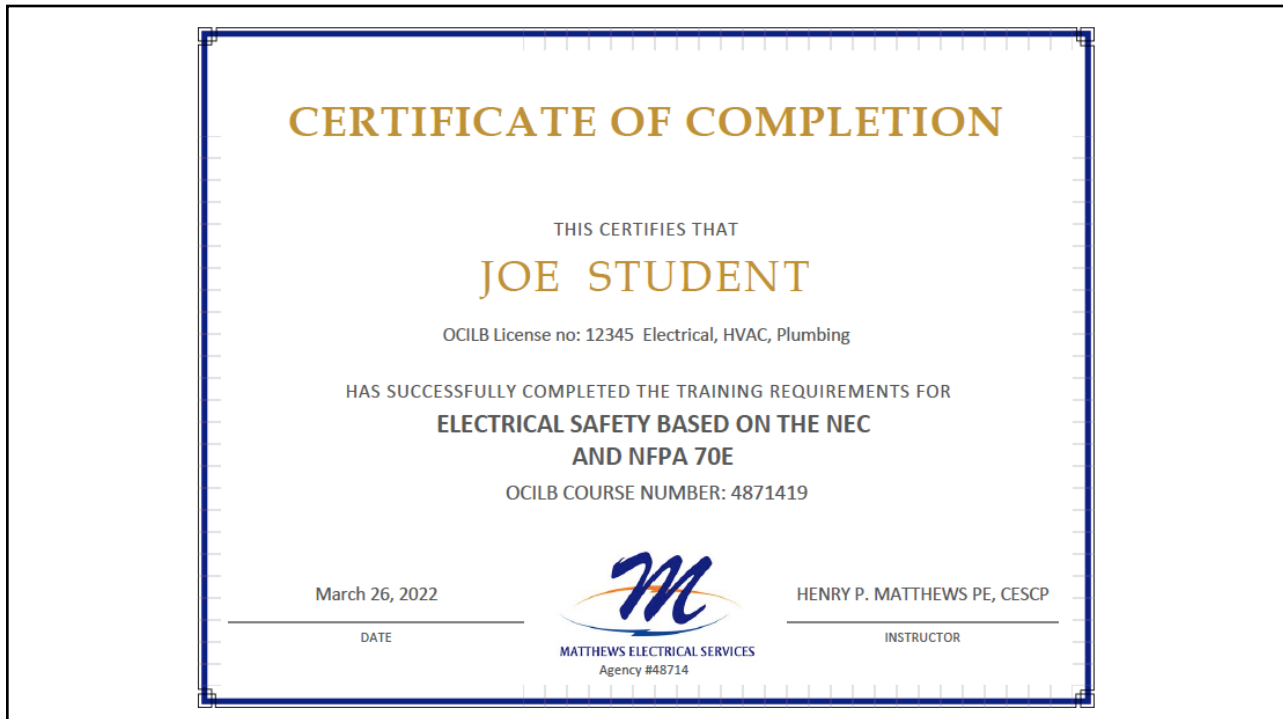 CERTIFICATE OF COMPLETION
THIS CERTIFIES THAT
JOE STUDENT
OCILB License no: 12345 Electrical, HVAC, Plumbing
HAS SUCCESSFULLY COMPLETED THE TRAINING REQUIREMENTS FOR
ELECTRICAL SAFETY BASED ON THE NEC
AND NFPA 70E
OCILB COURSE NUMBER: 4871419
March 26, 2022
DATE
M
MATTHEWS ELECTRICAL SERVICES
Agency #48714
HENRY P. MATTHEWS PE, CESCP
INSTRUCTOR